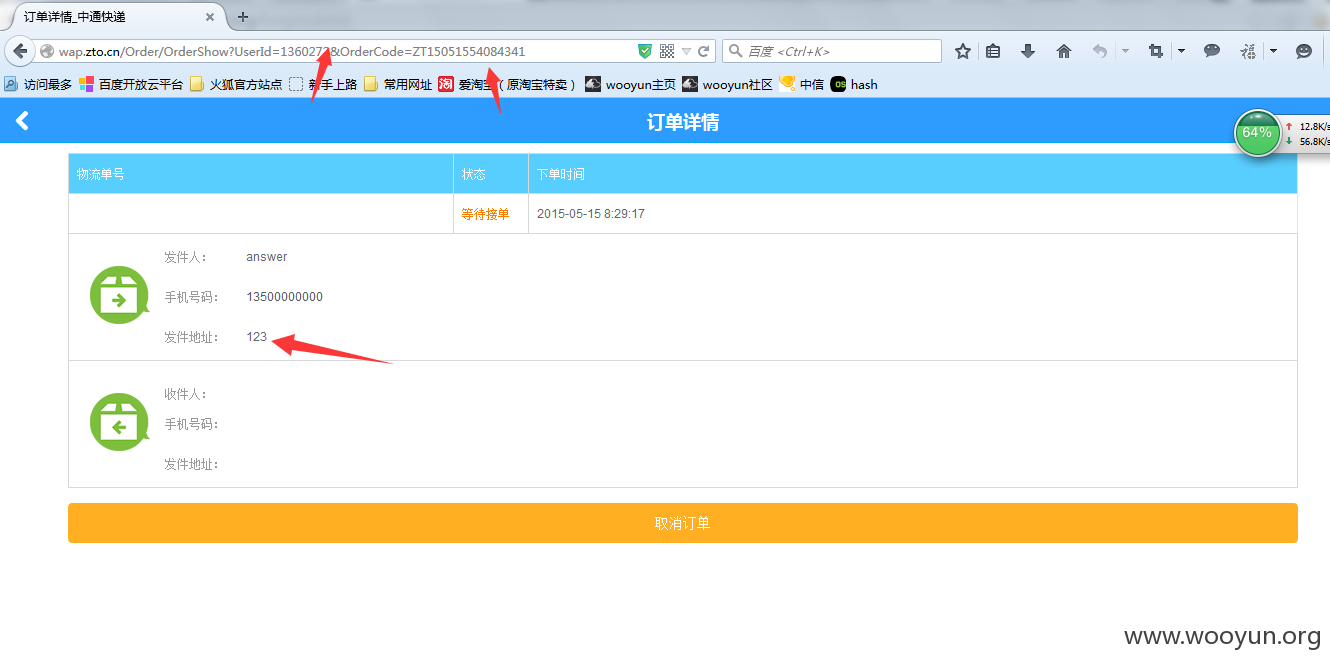 订单详情_中通快递
wap.zto.cn/Order/OrderShow?UserId=136027 &OrderCode=ZT15051554084341
百度 <Ctrl+K>
访问最多 百度开放云平台 火狐官方站点 新手上路 常用网址 爱淘宝 ( 原淘宝特卖 ) wooyun主页 wooyun社区 中信 hash
订单详情
64%
12.8K/s
56.8K/s
物流单号 状态 下单时间
等待接单 2015-05-15 8:29:17
发件人: answer
手机号码: 13500000000
发件地址: 123
收件人:
手机号码:
发件地址:
取消订单
www.wooyun.org